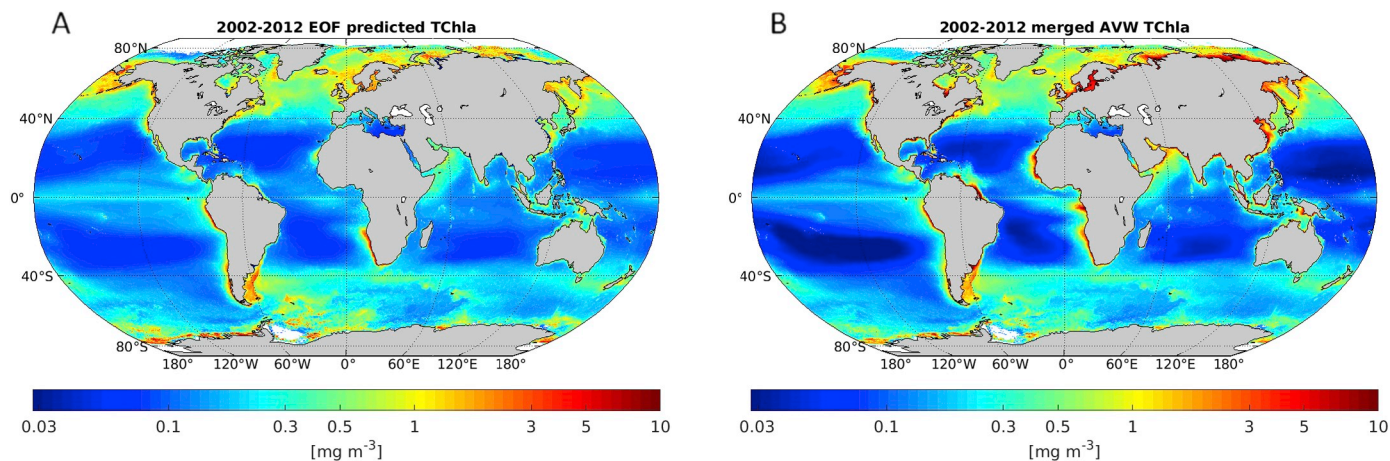 A
2002-2012 EOF predicted TChla
80°N
40°N
0°
40°S
80°S
180° 120°W 60°W 0° 60°E 120°E 180°
0.03 0.1 0.3 0.5 1 3 5 10
[mg m-3]
B
2002-2012 merged AVW TChla
80°N
40°N
0°
40°S
80°S
180° 120°W 60°W 0° 60°E 120°E 180°
0.03 0.1 0.3 0.5 1 3 5 10
[mg m-3]